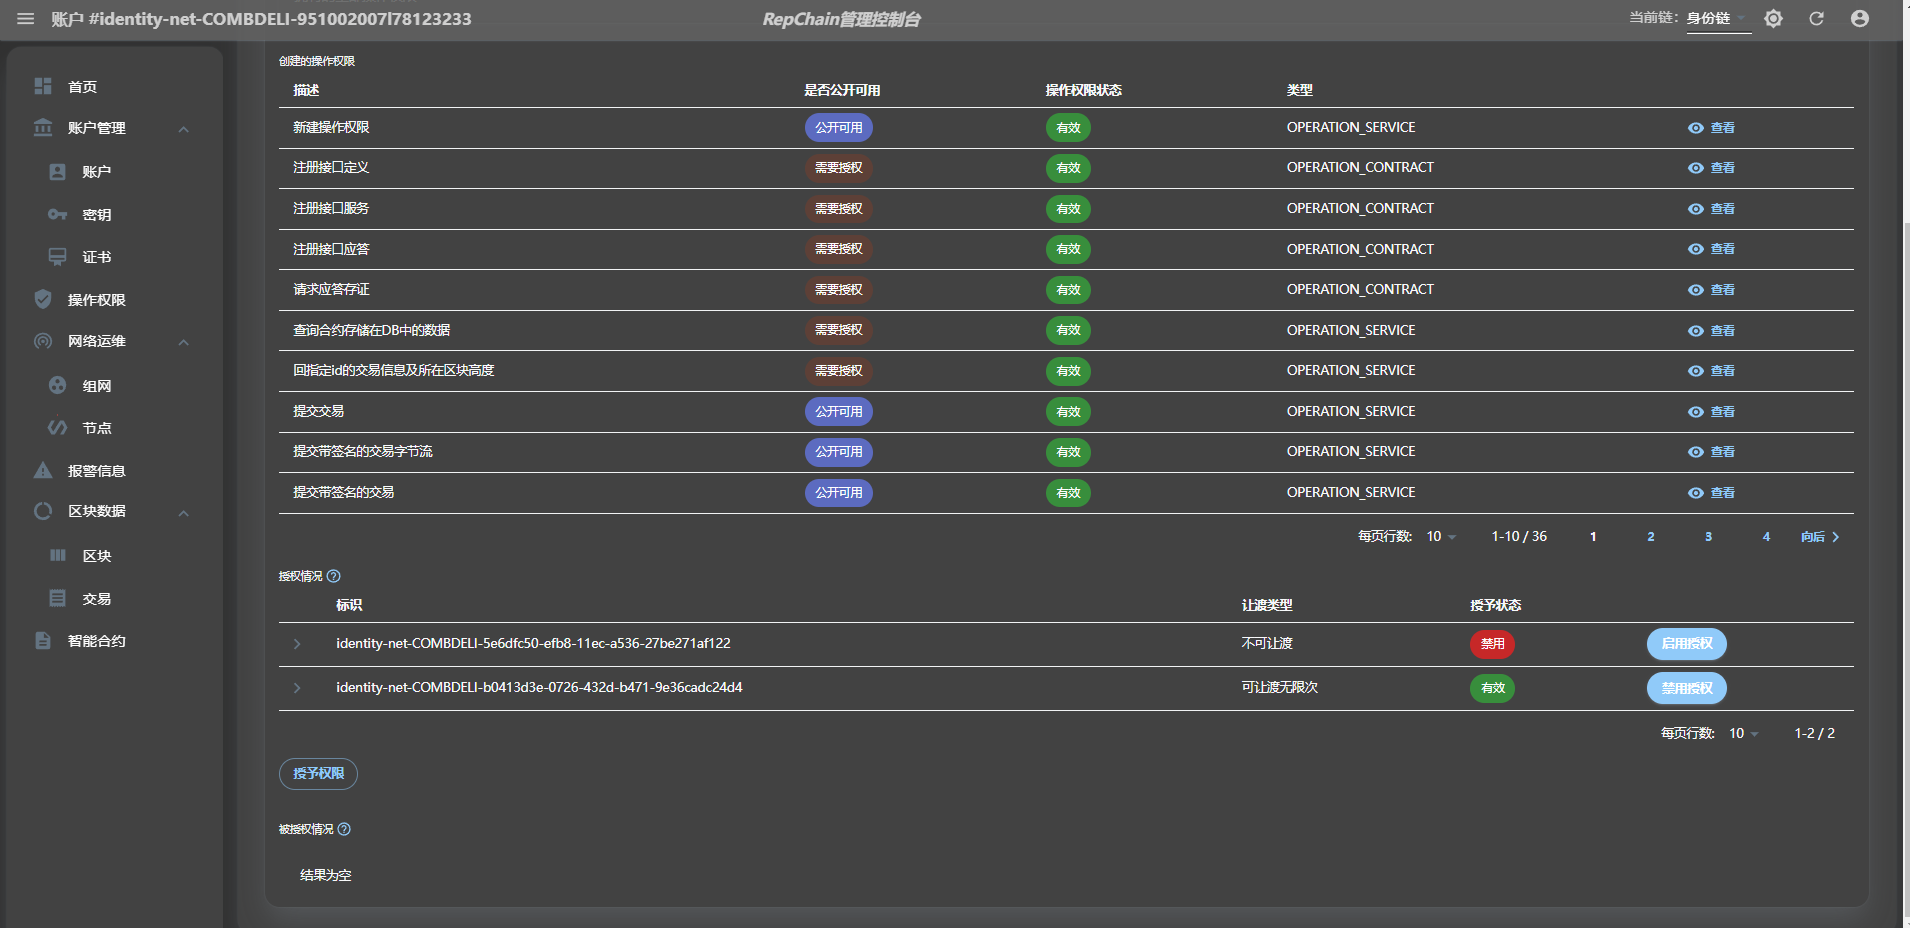 账户 #identity-net-COMBDELI-951002007l78123233
RepChain管理控制台
当前链: 身份链
首页
账户管理
账户
密钥
证书
操作权限
网络运维
组网
节点
报警信息
区块数据
区块
交易
智能合约
创建的操作权限
描述 是否公开可用 操作权限状态 类型
新建操作权限 公开可用 有效 OPERATION_SERVICE 查看
注册接口定义 需要授权 有效 OPERATION_CONTRACT 查看
注册接口服务 需要授权 有效 OPERATION_CONTRACT 查看
注册接口应答 需要授权 有效 OPERATION_CONTRACT 查看
请求应答存证 需要授权 有效 OPERATION_CONTRACT 查看
查询合约存储在DB中的数据 需要授权 有效 OPERATION_SERVICE 查看
回指定id的交易信息及所在区块高度 需要授权 有效 OPERATION_SERVICE 查看
提交交易 公开可用 有效 OPERATION_SERVICE 查看
提交带签名的交易字节流 公开可用 有效 OPERATION_SERVICE 查看
提交带签名的交易 公开可用 有效 OPERATION_SERVICE 查看
每页行数: 10 1-10 / 36 1 2 3 4 向后
授权情况
标识 让渡类型 授予状态
identity-net-COMBDELI-5e6dfc50-efb8-11ec-a536-27be271af122 不可让渡 禁用 启用授权
identity-net-COMBDELI-b0413d3e-0726-432d-b471-9e36cadc24d4 可让渡无限次 有效 禁用授权
每页行数: 10 1-2 / 2
授予权限
被授权情况
结果为空